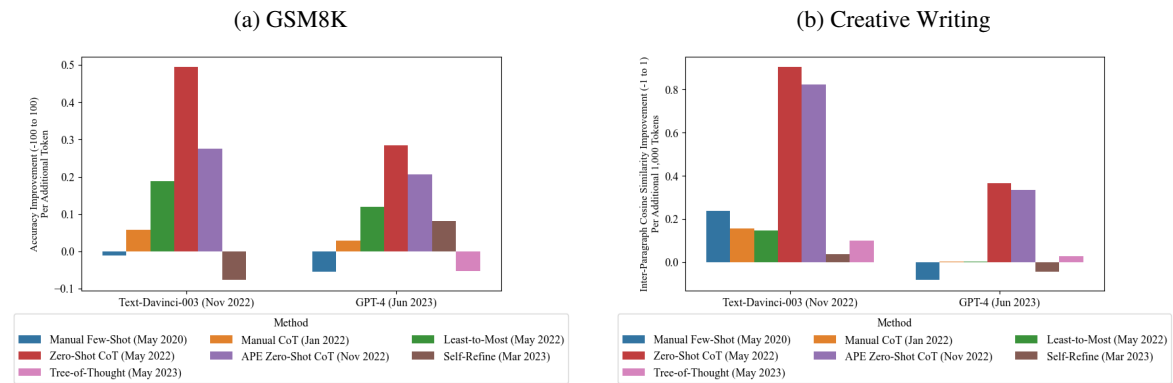 (a) GSM8K
Accuracy Improvement (-100 to 100)
Per Additional Token
0.5
0.4
0.3
0.2
0.1
0.0
−0.1
Text-Davinci-003 (Nov 2022)
GPT-4 (Jun 2023)
Method
Manual Few-Shot (May 2020)
Manual CoT (Jan 2022)
Least-to-Most (May 2022)
Zero-Shot CoT (May 2022)
APE Zero-Shot CoT (Nov 2022)
Self-Refine (Mar 2023)
Tree-of-Thought (May 2023)
(b) Creative Writing
Inter-Paragraph Cosine Similarity Improvement (-1 to 1)
Per Additional 1,000 Tokens
0.8
0.6
0.4
0.2
0.0
Text-Davinci-003 (Nov 2022)
GPT-4 (Jun 2023)
Method
Manual Few-Shot (May 2020)
Manual CoT (Jan 2022)
Least-to-Most (May 2022)
Zero-Shot CoT (May 2022)
APE Zero-Shot CoT (Nov 2022)
Self-Refine (Mar 2023)
Tree-of-Thought (May 2023)